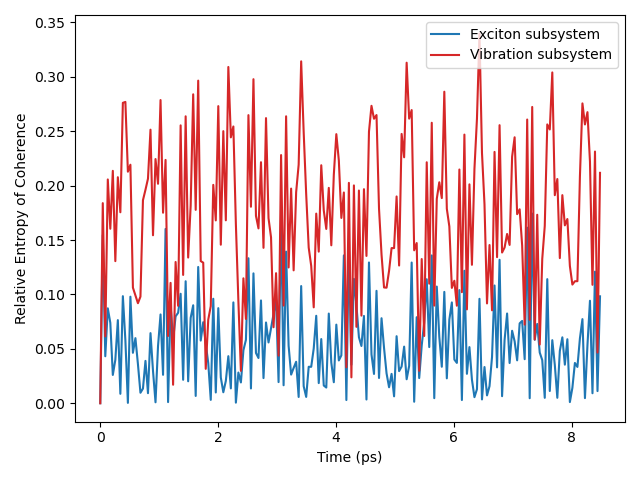 Exciton subsystem
Vibration subsystem
Relative Entropy of Coherence
0.35
0.30
0.25
0.20
0.15
0.10
0.05
0.00
0 2 4 6 8
Time (ps)